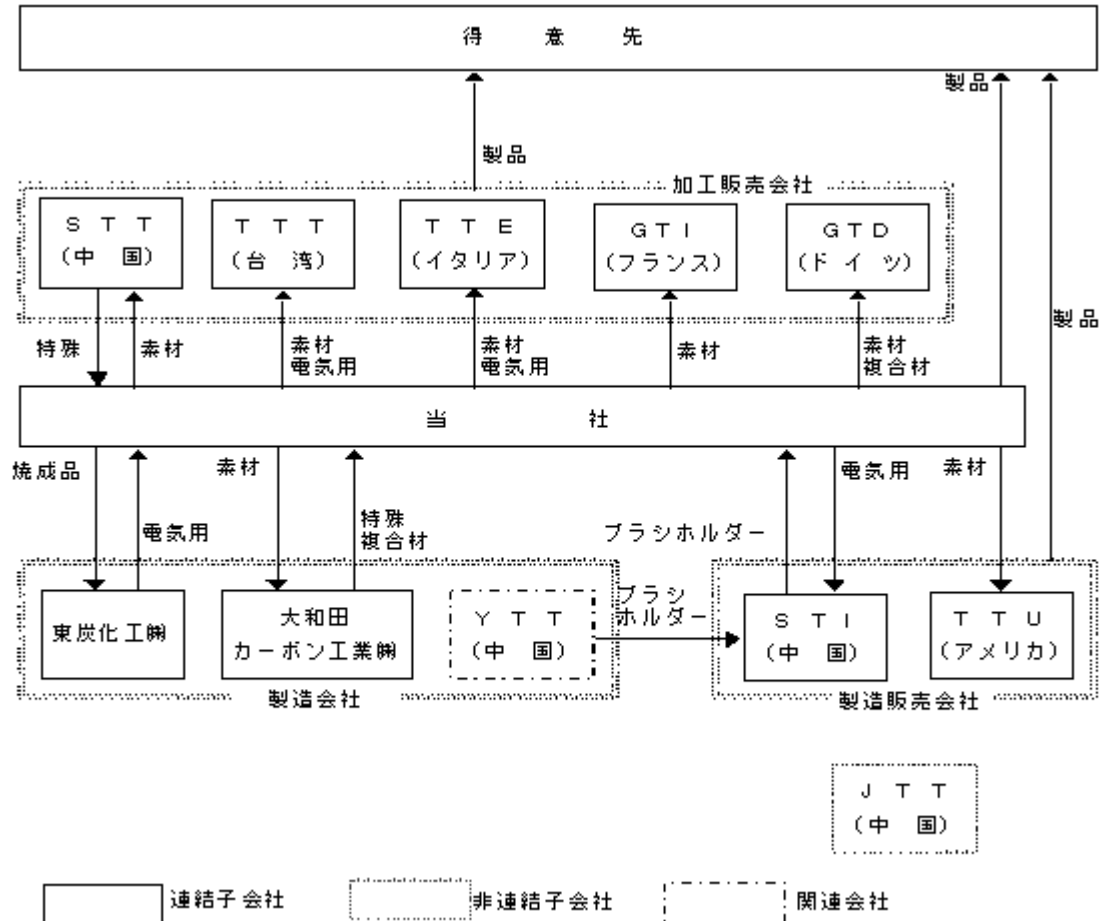 得意先
製品
製品
加工販売会社
STT
(中国)
TTT
(台湾)
TTE
(イタリア)
GTI
(フランス)
GTD
(ドイツ)
製品
特殊
素材
素材
電気用
素材
電気用
素材
素材
複合材
当社
焼成品
電気用
素材
特殊
複合材
ブラシホルダー
電気用
素材
東炭化工㈱
大和田
カーボン工業㈱
YTT
(中国)
ブラシ
ホルダー
STI
(中国)
TTU
(アメリカ)
製造会社
製造販売会社
JTT
(中国)
連結子会社
非連結子会社
関連会社